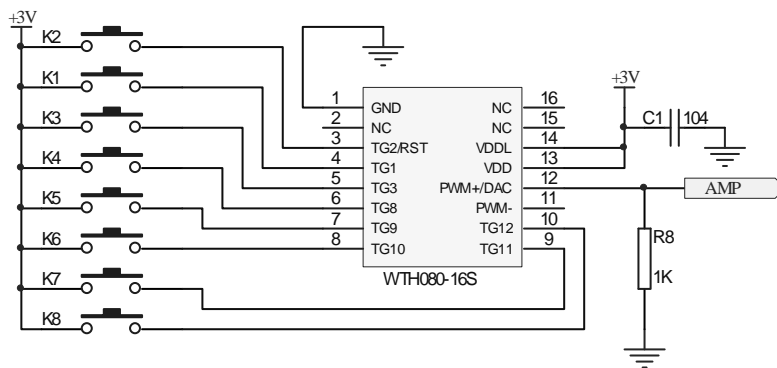 +3V
K2
K1
K3
K4
K5
K6
K7
K8
1 GND NC 16
2 NC NC 15
3 TG2/RST VDDL 14
4 TG1 VDD 13
5 TG3 PWM+/DAC 12
6 TG8 PWM- 11
7 TG9 TG12 10
8 TG10 TG11 9
WTH080-16S
+3V
C1 104
AMP
R8
1K